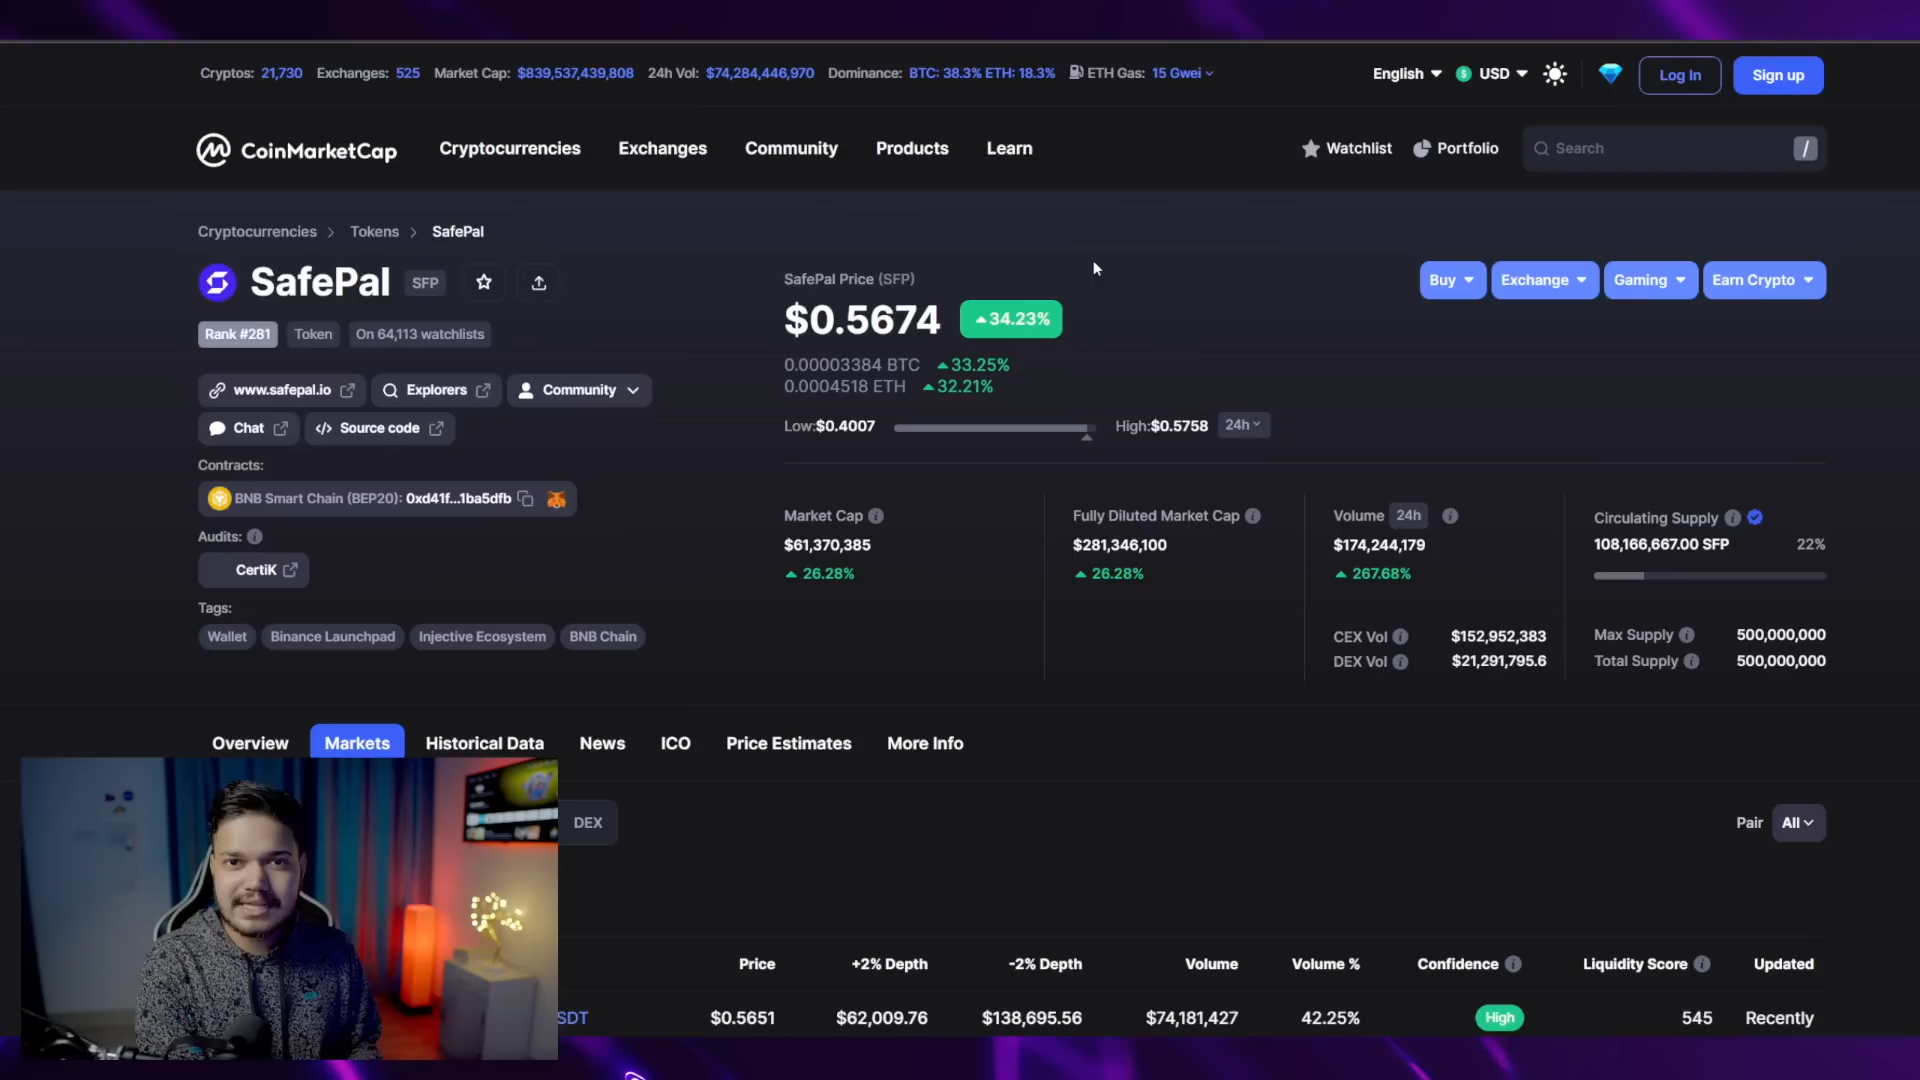 Cryptos: 21,730 Exchanges: 525 Market Cap: $839,537,439,808 24h Vol: $74,284,446,970 Dominance: BTC: 38.3% ETH: 18.3% ETH Gas: 15 Gwei English USD Log In Sign up
CoinMarketCap Cryptocurrencies Exchanges Community Products Learn Watchlist Portfolio Search /
Cryptocurrencies > Tokens > SafePal
SafePal SFP
Rank #281 Token On 64,113 watchlists
www.safepal.io Explorers Community
Chat </> Source code
Contracts:
BNB Smart Chain (BEP20): 0xd41f...1ba5dfb
Audits:
CertiK
Tags:
Wallet Binance Launchpad Injective Ecosystem BNB Chain
SafePal Price (SFP)
$0.5674 34.23%
0.00003384 BTC 33.25%
0.0004518 ETH 32.21%
Low:$0.4007 High:$0.5758 24h
Buy Exchange Gaming Earn Crypto
Market Cap
$61,370,385
26.28%
Fully Diluted Market Cap
$281,346,100
26.28%
Volume 24h
$174,244,179
267.68%
CEX Vol $152,952,383
DEX Vol $21,291,795.6
Circulating Supply
108,166,667.00 SFP 22%
Max Supply 500,000,000
Total Supply 500,000,000
Overview Markets Historical Data News ICO Price Estimates More Info
DEX Pair All
Price +2% Depth -2% Depth Volume Volume % Confidence Liquidity Score Updated
SDT $0.5651 $62,009.76 $138,695.56 $74,181,427 42.25% High 545 Recently